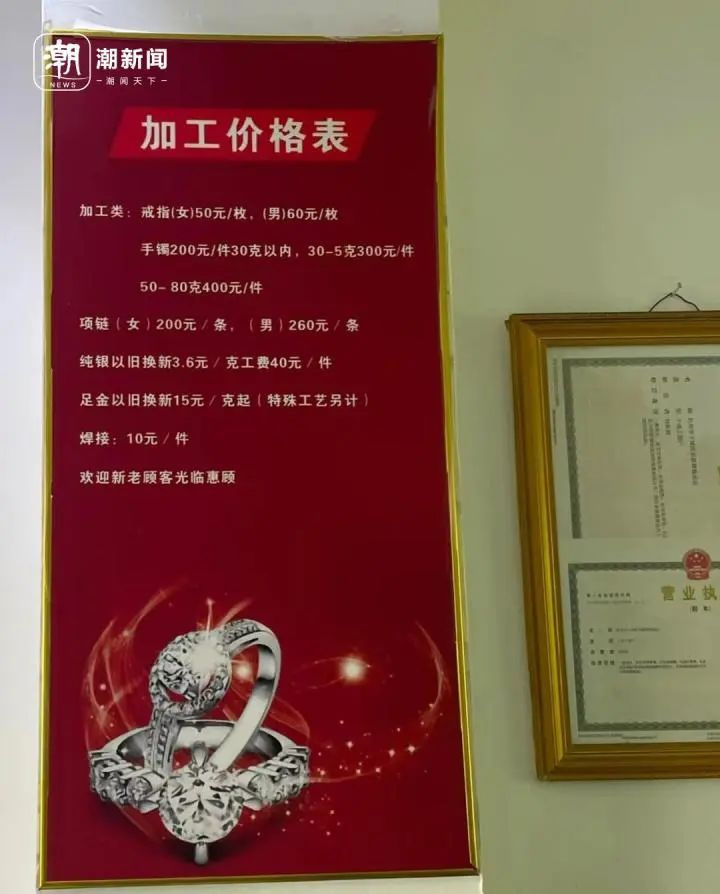 潮新闻
潮
NEWS
潮闻天下
加工价格表
加工类：戒指(女)50元/枚，(男)60元/枚
手镯200元/件30克以内，30-5克300元/件
50-80克400元/件
项链（女）200元/条，（男）260元/条
纯银以旧换新3.6元/克工费40元/件
足金以旧换新15元/克起（特殊工艺另计）
焊接：10元/件
欢迎新老顾客光临惠顾
营业执